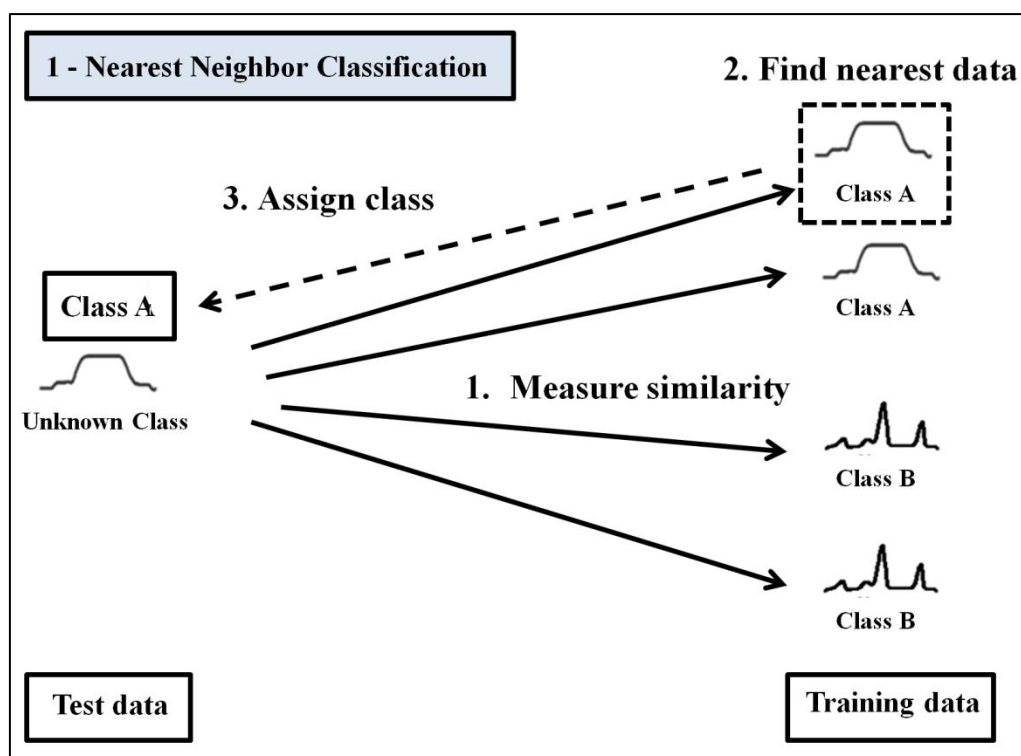 1 - Nearest Neighbor Classification
2. Find nearest data
Class A
3. Assign class
Class A
Class A
Unknown Class
1. Measure similarity
Class B
Class B
Test data
Training data